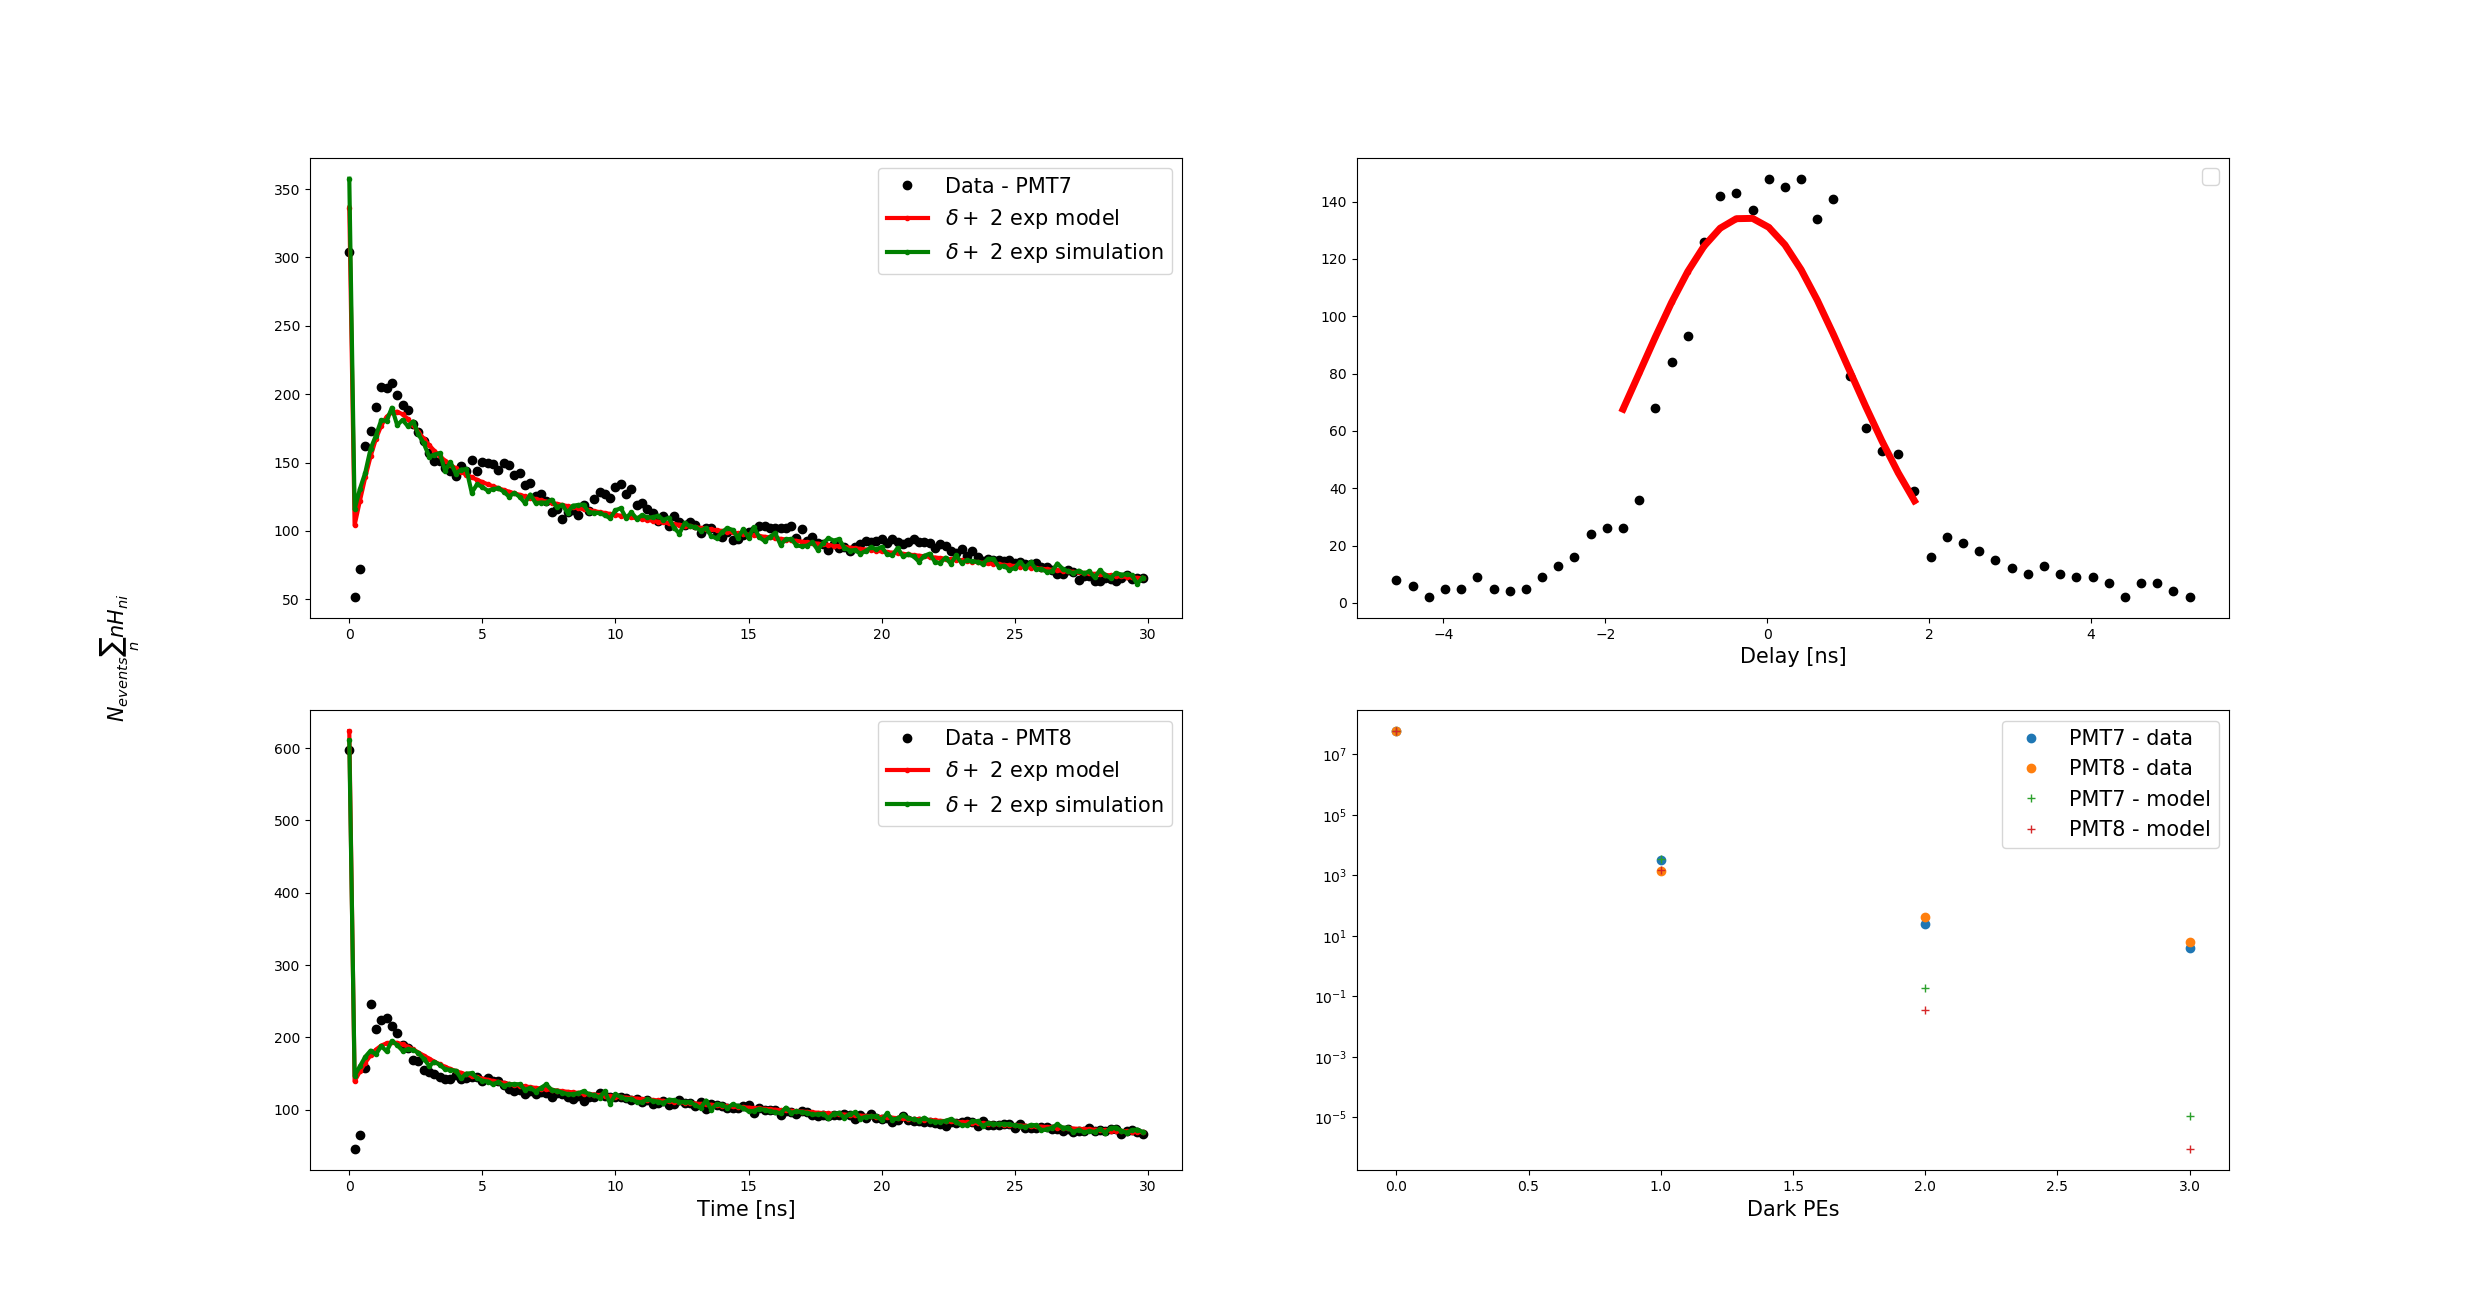 N_{events} \sum_n nH_{ni}
350
300
250
200
150
100
50
0 5 10 15 20 25 30
Data - PMT7
δ+ 2 exp model
δ+ 2 exp simulation
140
120
100
80
60
40
20
0
−4 −2 0 2 4
Delay [ns]
600
500
400
300
200
100
0 5 10 15 20 25 30
Time [ns]
Data - PMT8
δ+ 2 exp model
δ+ 2 exp simulation
10^7
10^5
10^3
10^1
10^{−1}
10^{−3}
10^{−5}
0.0 0.5 1.0 1.5 2.0 2.5 3.0
Dark PEs
PMT7 - data
PMT8 - data
PMT7 - model
PMT8 - model